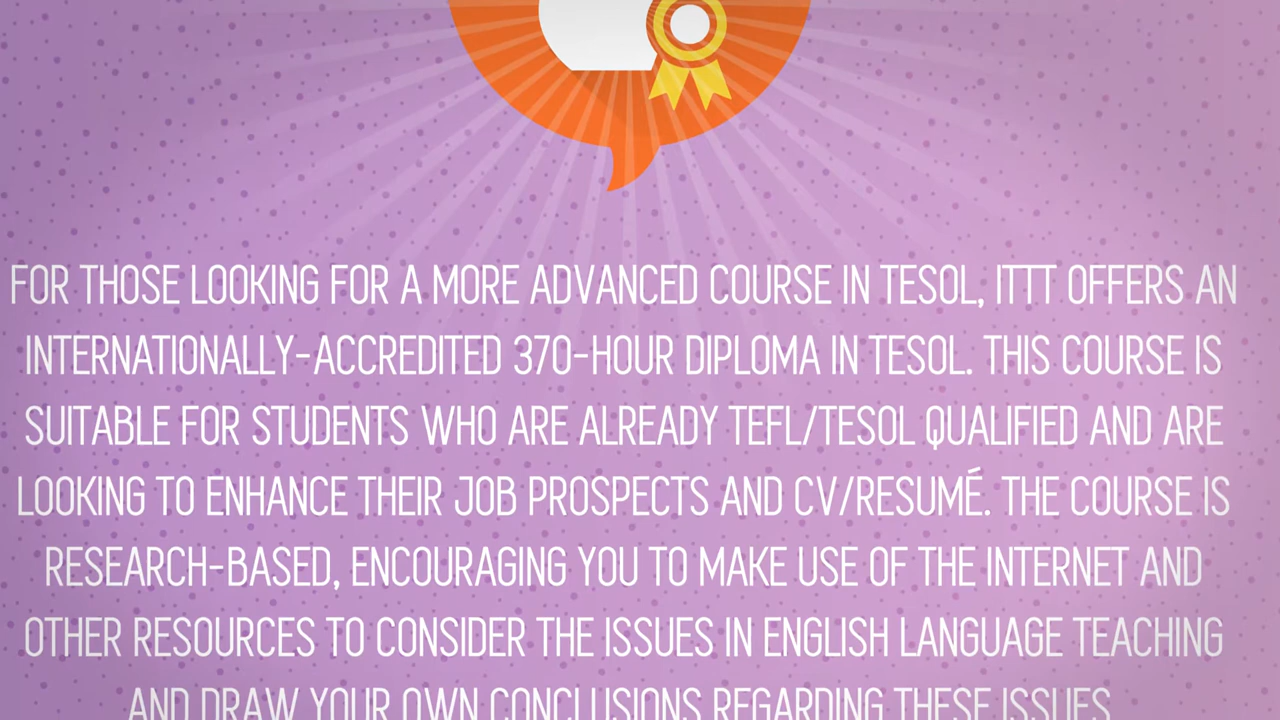 FOR THOSE LOOKING FOR A MORE ADVANCED COURSE IN TESOL, ITTT OFFERS AN
INTERNATIONALLY-ACCREDITED 370-HOUR DIPLOMA IN TESOL. THIS COURSE IS
SUITABLE FOR STUDENTS WHO ARE ALREADY TEFL/TESOL QUALIFIED AND ARE
LOOKING TO ENHANCE THEIR JOB PROSPECTS AND CV/RESUMÉ. THE COURSE IS
RESEARCH-BASED, ENCOURAGING YOU TO MAKE USE OF THE INTERNET AND
OTHER RESOURCES TO CONSIDER THE ISSUES IN ENGLISH LANGUAGE TEACHING
AND DRAW YOUR OWN CONCLUSIONS REGARDING THESE ISSUES